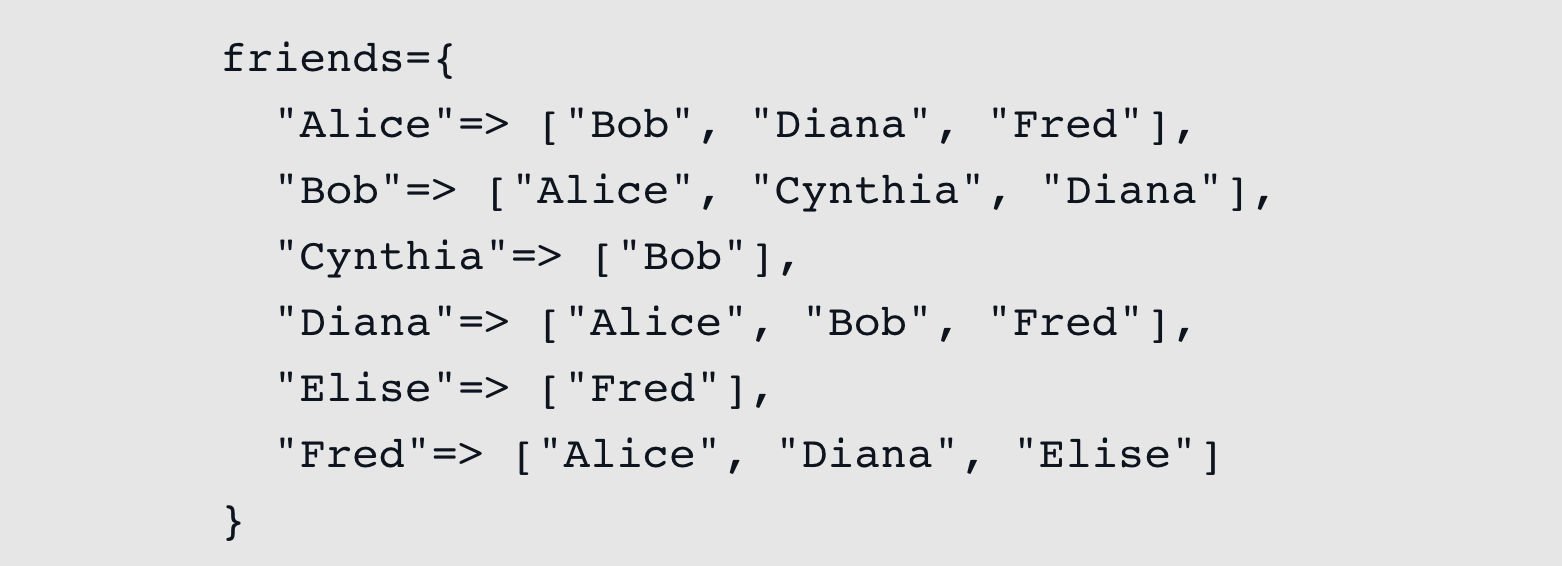 friends={
"Alice"=> ["Bob", "Diana", "Fred"],
"Bob"=> ["Alice", "Cynthia", "Diana"],
"Cynthia"=> ["Bob"],
"Diana"=> ["Alice", "Bob", "Fred"],
"Elise"=> ["Fred"],
"Fred"=> ["Alice", "Diana", "Elise"]
}